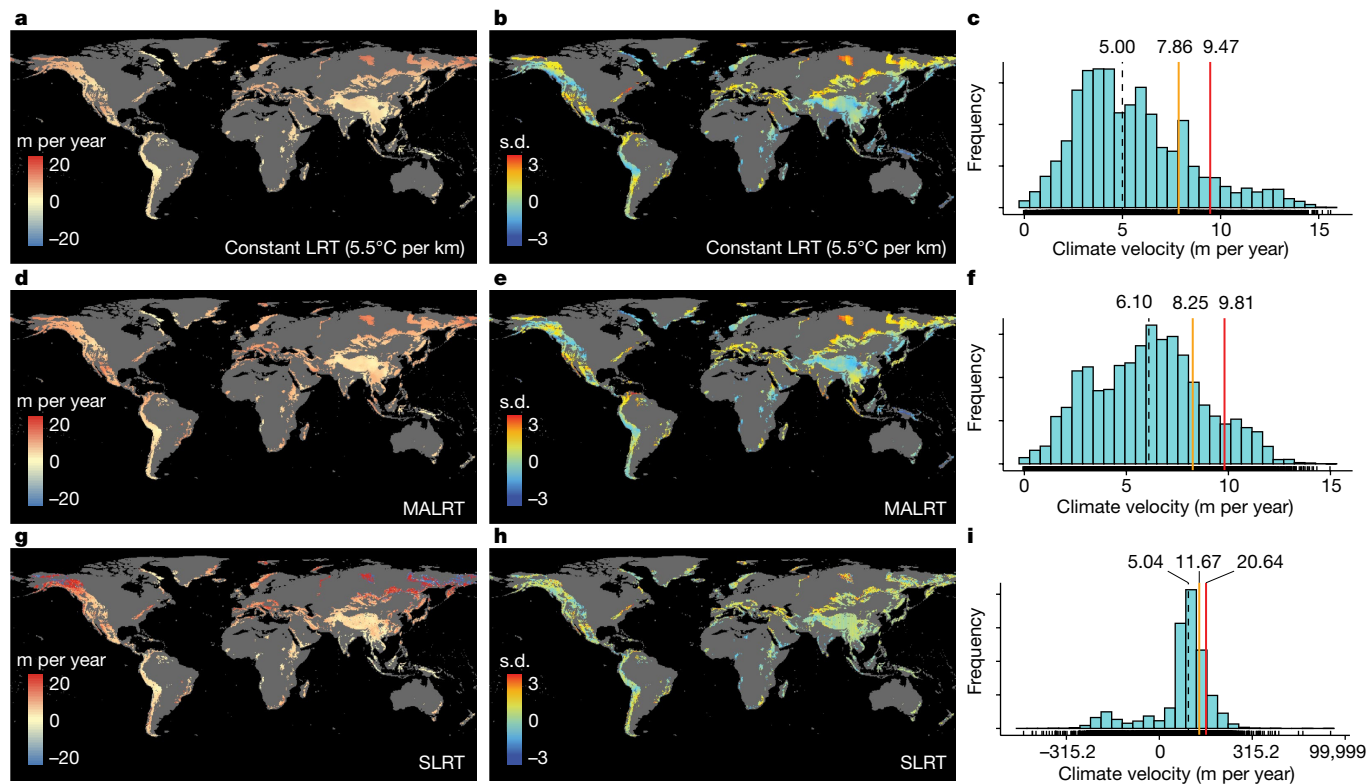 a
m per year
20
0
–20
Constant LRT (5.5°C per km)
b
s.d.
3
0
–3
Constant LRT (5.5°C per km)
c
5.00 7.86 9.47
Frequency
0 5 10 15
Climate velocity (m per year)
d
m per year
20
0
–20
MALRT
e
s.d.
3
0
–3
MALRT
f
6.10 8.25 9.81
Frequency
0 5 10 15
Climate velocity (m per year)
g
m per year
20
0
–20
SLRT
h
s.d.
3
0
–3
SLRT
i
5.04 11.67 20.64
Frequency
–315.2 0 315.2 99,999
Climate velocity (m per year)